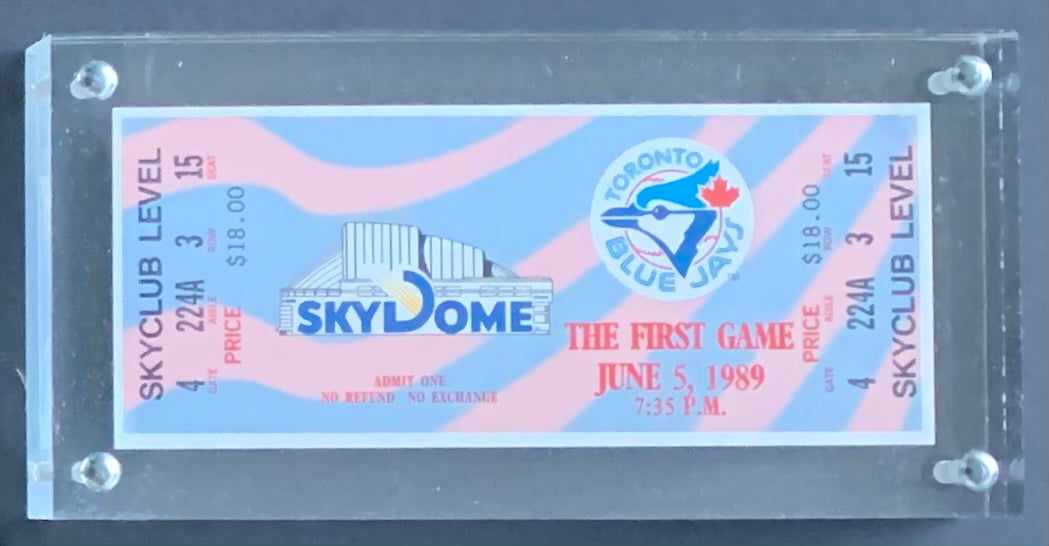 SKYCLUB LEVEL
4 224A 3 15
GATE AISLE ROW SEAT
PRICE $18.00
SKYDOME
ADMIT ONE
NO REFUND NO EXCHANGE
TORONTO
BLUE JAYS
TM
THE FIRST GAME
JUNE 5, 1989
7:35 P.M.
PRICE $18.00
GATE AISLE ROW SEAT
4 224A 3 15
SKYCLUB LEVEL